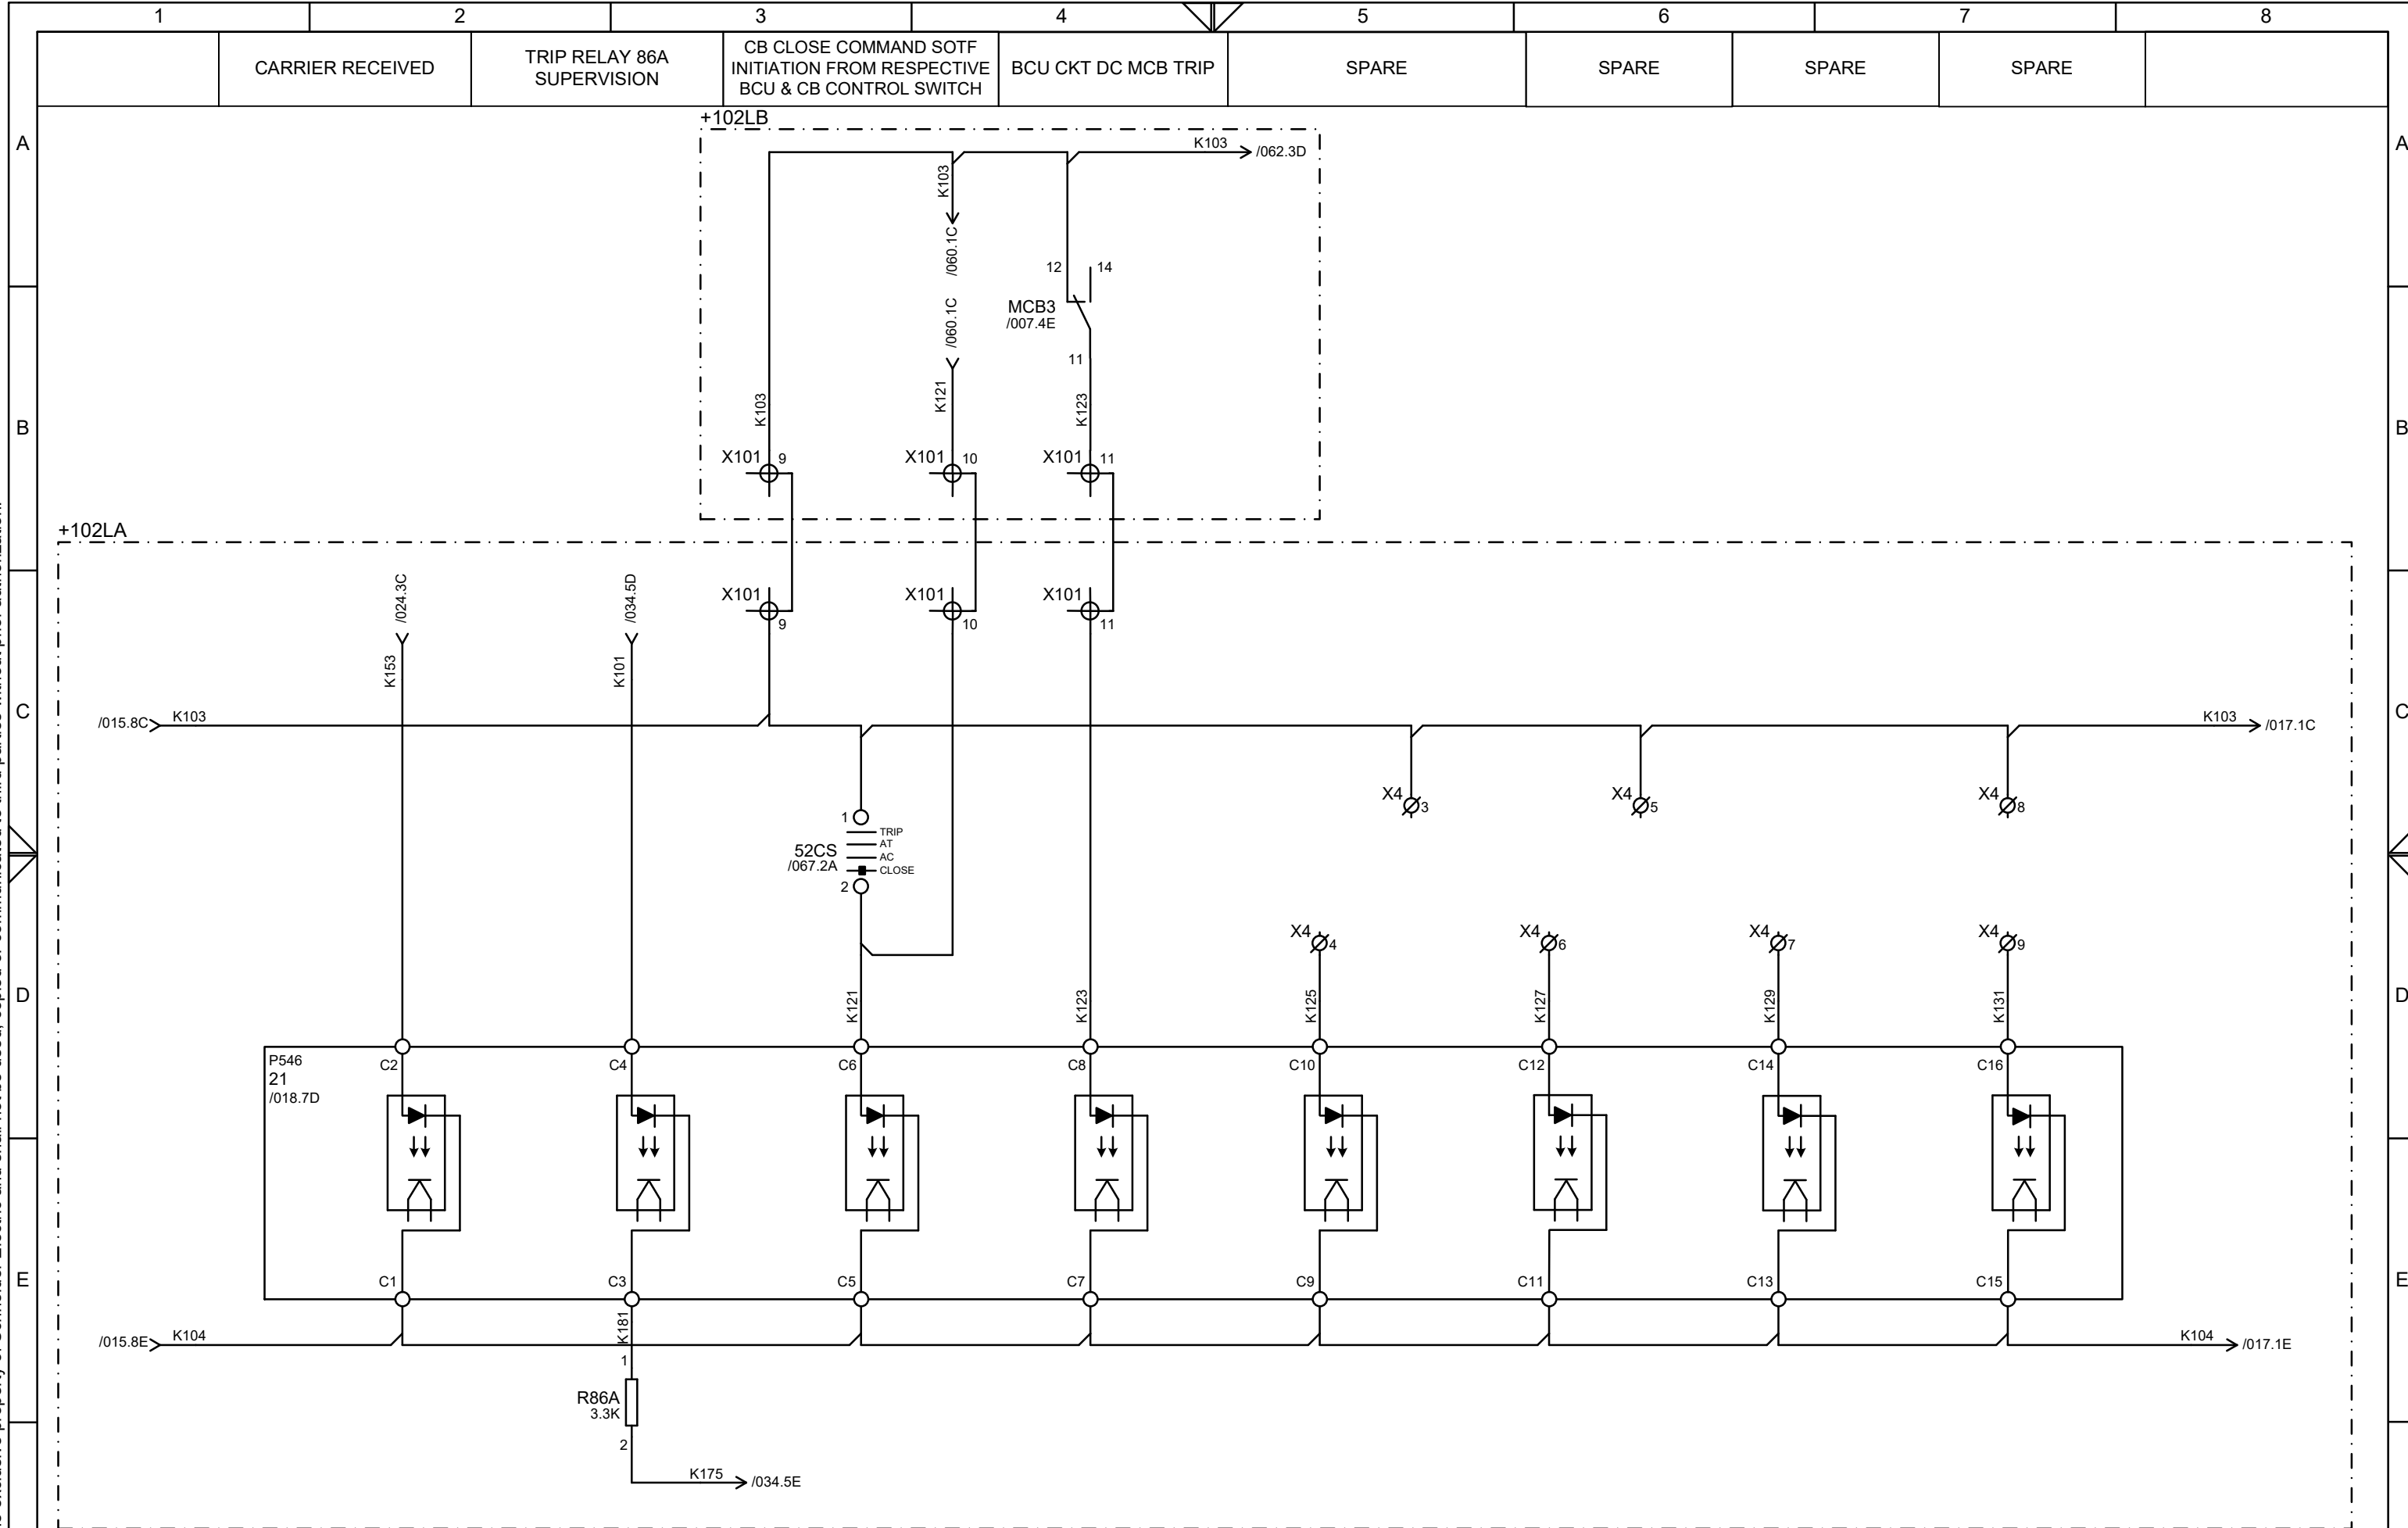 1 2 3 4 5 6 7 8
CARRIER RECEIVED
TRIP RELAY 86A
SUPERVISION
CB CLOSE COMMAND SOTF
INITIATION FROM RESPECTIVE
BCU & CB CONTROL SWITCH
BCU CKT DC MCB TRIP
SPARE
SPARE
SPARE
SPARE
A
A
+102LB
K103
/062.3D
K103
/060.1C
12
14
/060.1C
MCB3
/007.4E
11
K103
K121
K123
B
B
X101 9
X101 10
X101 11
+102LA
/024.3C
/034.5D
X101
9
X101
10
X101
11
K153
K101
C
C
/015.8C
K103
K103
/017.1C
X4
3
X4
5
X4
8
1
TRIP
AT
AC
CLOSE
52CS
/067.2A
2
X4
4
X4
6
X4
7
X4
9
D
D
K121
K123
K125
K127
K129
K131
P546
21
/018.7D
C2
C4
C6
C8
C10
C12
C14
C16
E
E
C1
C3
C5
C7
C9
C11
C13
C15
/015.8E
K104
K181
K104
/017.1E
1
R86A
3.3K
2
K175
/034.5E